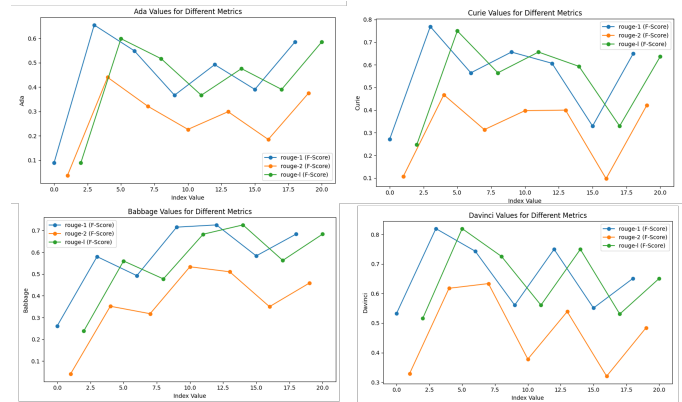 Ada Values for Different Metrics
Ada
0.6
0.5
0.4
0.3
0.2
0.1
rouge-1 (F-Score)
rouge-2 (F-Score)
rouge-l (F-Score)
0.0 2.5 5.0 7.5 10.0 12.5 15.0 17.5 20.0
Index Value
Curie Values for Different Metrics
Curie
0.8
0.7
0.6
0.5
0.4
0.3
0.2
0.1
rouge-1 (F-Score)
rouge-2 (F-Score)
rouge-l (F-Score)
0.0 2.5 5.0 7.5 10.0 12.5 15.0 17.5 20.0
Index Value
Babbage Values for Different Metrics
Babbage
0.7
0.6
0.5
0.4
0.3
0.2
0.1
rouge-1 (F-Score)
rouge-2 (F-Score)
rouge-l (F-Score)
0.0 2.5 5.0 7.5 10.0 12.5 15.0 17.5 20.0
Index Value
Davinci Values for Different Metrics
Davinci
0.8
0.7
0.6
0.5
0.4
0.3
rouge-1 (F-Score)
rouge-2 (F-Score)
rouge-l (F-Score)
0.0 2.5 5.0 7.5 10.0 12.5 15.0 17.5 20.0
Index Value